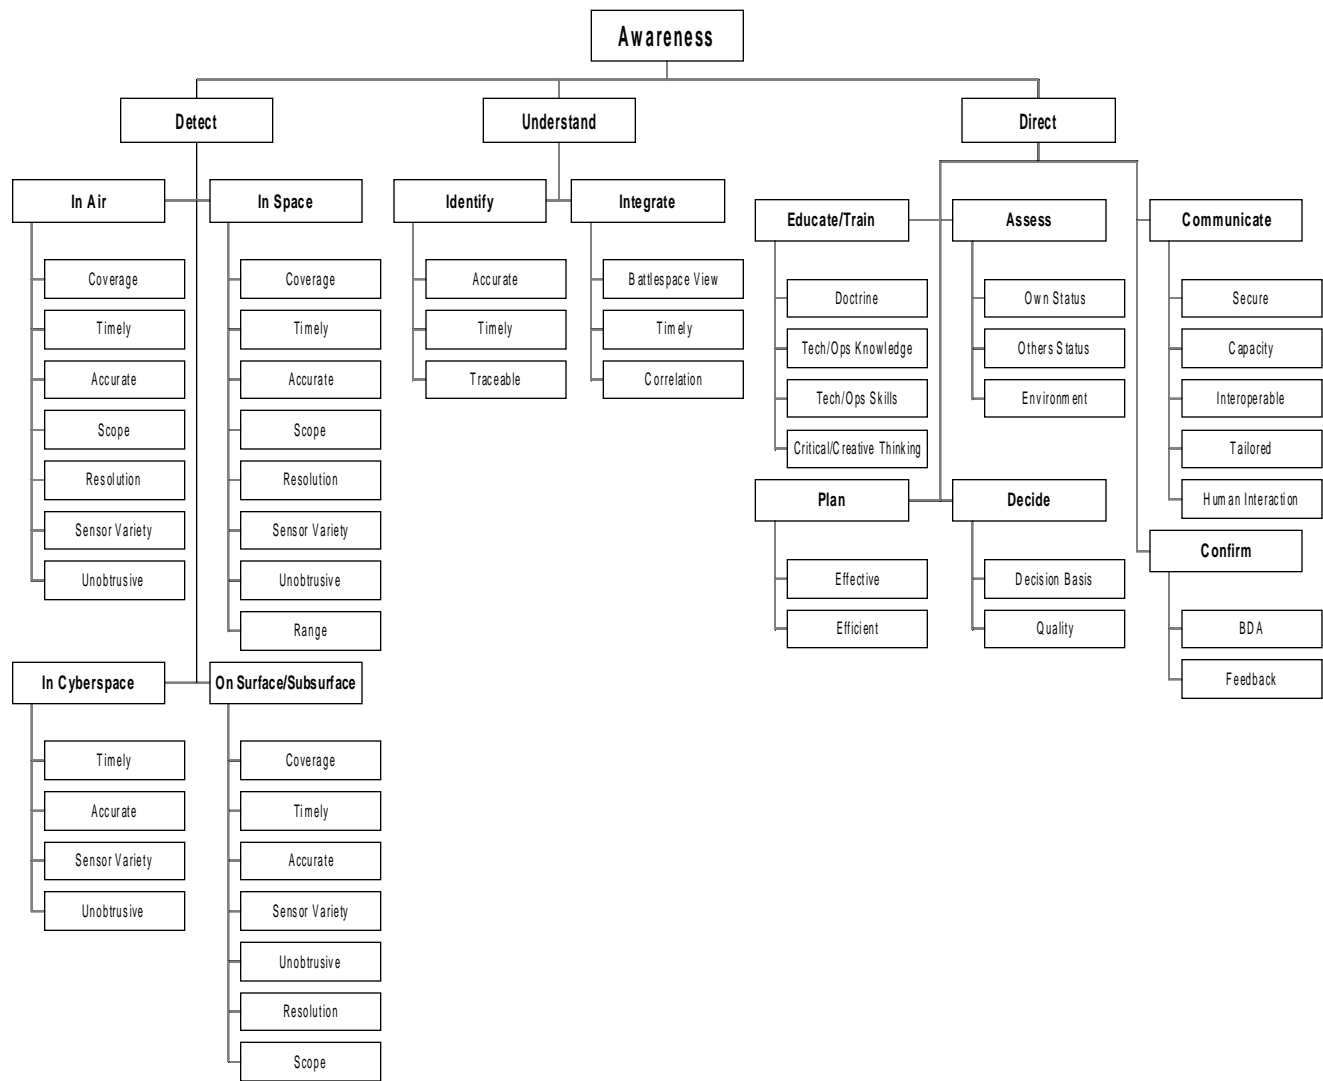 Awareness
Detect
Understand
Direct
In Air
Coverage
Timely
Accurate
Scope
Resolution
Sensor Variety
Unobtrusive
In Space
Coverage
Timely
Accurate
Scope
Resolution
Sensor Variety
Unobtrusive
Range
In Cyberspace
Timely
Accurate
Sensor Variety
Unobtrusive
On Surface/Subsurface
Coverage
Timely
Accurate
Sensor Variety
Unobtrusive
Resolution
Scope
Identify
Accurate
Timely
Traceable
Integrate
Battlespace View
Timely
Correlation
Educate/Train
Doctrine
Tech/Ops Knowledge
Tech/Ops Skills
Critical/Creative Thinking
Assess
Own Status
Others Status
Environment
Communicate
Secure
Capacity
Interoperable
Tailored
Human Interaction
Plan
Effective
Efficient
Decide
Decision Basis
Quality
Confirm
BDA
Feedback